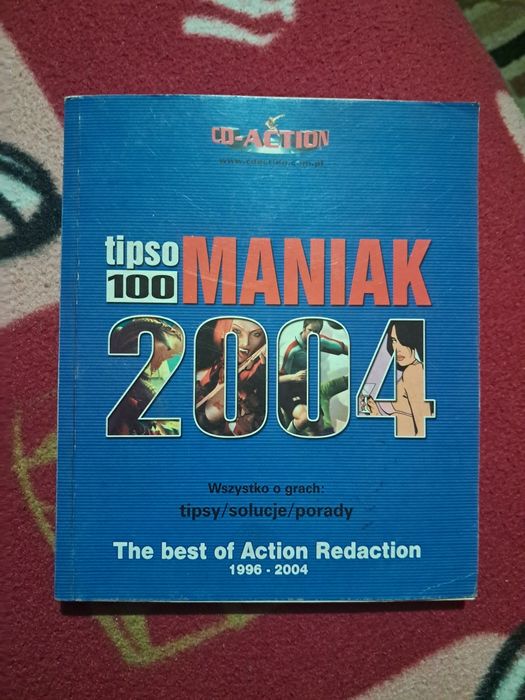 CD-ACTION
www.cdaction.com.pl
tipso
100
MANIAK
2004
Wszystko o grach:
tipsy/solucje/porady
The best of Action Redaction
1996 - 2004